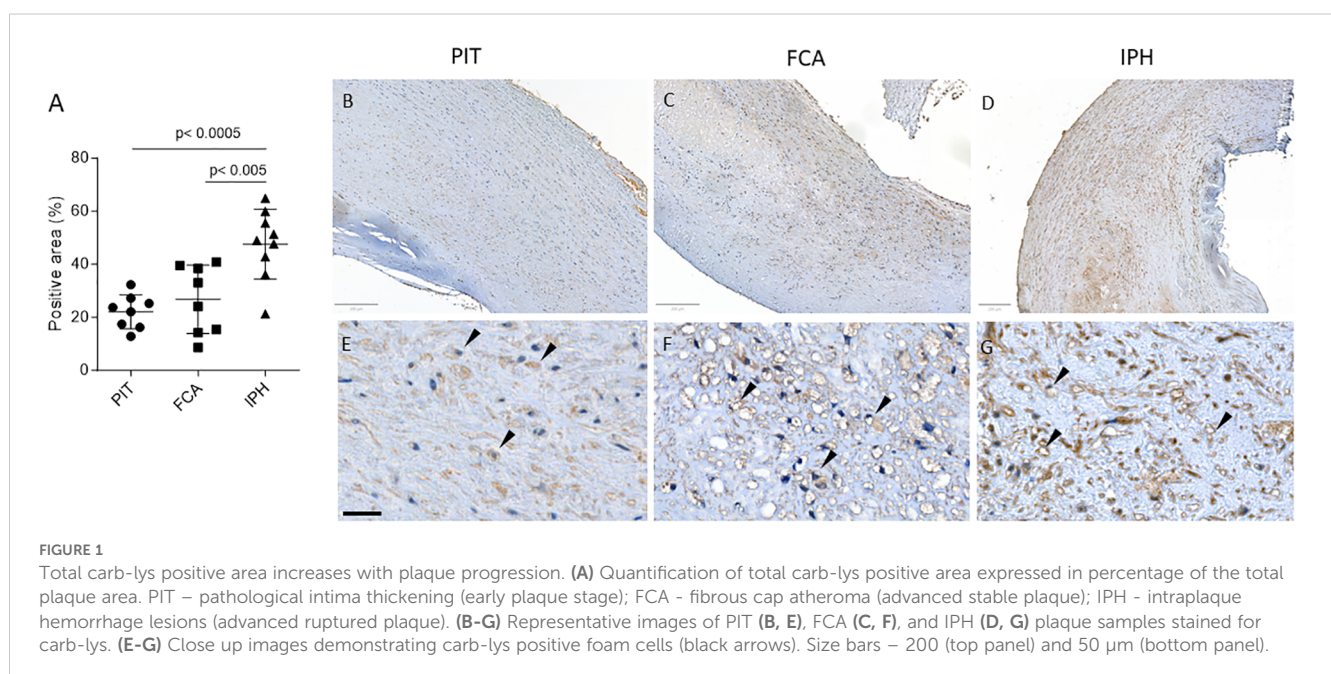 PIT FCA IPH
A
B
C
D
p< 0.0005
p< 0.005
Positive area (%)
80
60
40
20
0
PIT
FCA
IPH
E
F
G
FIGURE 1
Total carb-lys positive area increases with plaque progression. (A) Quantification of total carb-lys positive area expressed in percentage of the total
plaque area. PIT – pathological intima thickening (early plaque stage); FCA - fibrous cap atheroma (advanced stable plaque); IPH - intraplaque
hemorrhage lesions (advanced ruptured plaque). (B-G) Representative images of PIT (B, E), FCA (C, F), and IPH (D, G) plaque samples stained for
carb-lys. (E-G) Close up images demonstrating carb-lys positive foam cells (black arrows). Size bars – 200 (top panel) and 50 μm (bottom panel).